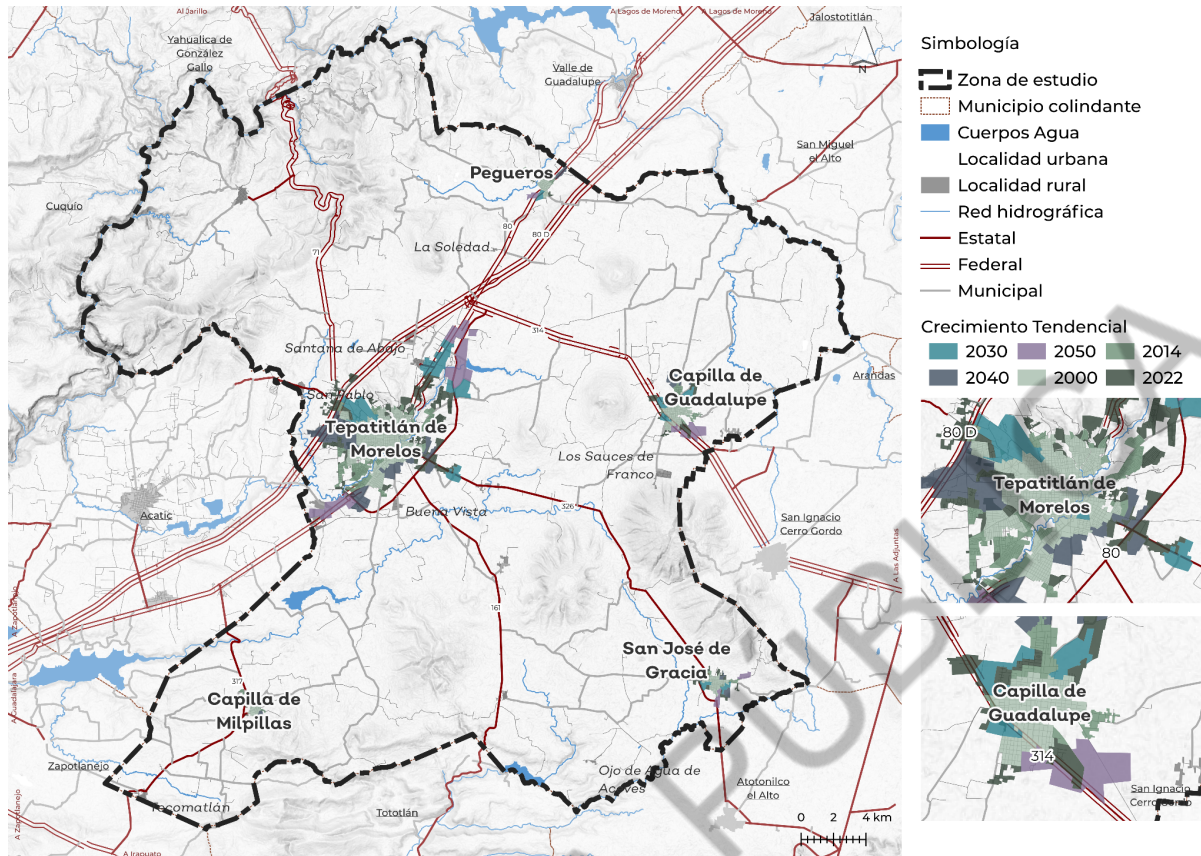 Al Jarillo
A Lagos de Moreno
A Lagos de Moreno
Jalostotitlán
Yahualica de
González
Gallo
Valle de
Guadalupe
N
San Miguel
el Alto
Pegueros
Cuquío
80
80 D
La Soledad
71
314
Santana de Abajo
Arandas
Capilla de
Guadalupe
San Pablo
Tepatitlán de
Morelos
Los Sauces de
Franco
Acatic
Buena Vista
326
San Ignacio
Cerro Gordo
A Las Adjuntas
161
A Zapotlanejo
San José de
Gracia
317
Capilla de
Milpillas
A Guadalajara
Zapotlanejo
Ojo de Agua de
Aceves
Atotonilco
el Alto
Tecomatlán
Tototlán
A Zapotlanejo
A Irapuato
0 2 4 km
Simbología
Zona de estudio
Municipio colindante
Cuerpos Agua
Localidad urbana
Localidad rural
Red hidrográfica
Estatal
Federal
Municipal
Crecimiento Tendencial
2030 2050 2014
2040 2000 2022
80 D
Tepatitlán de
Morelos
80
Capilla de
Guadalupe
314
San Ignacio
Cerro Gordo
PUBLICA